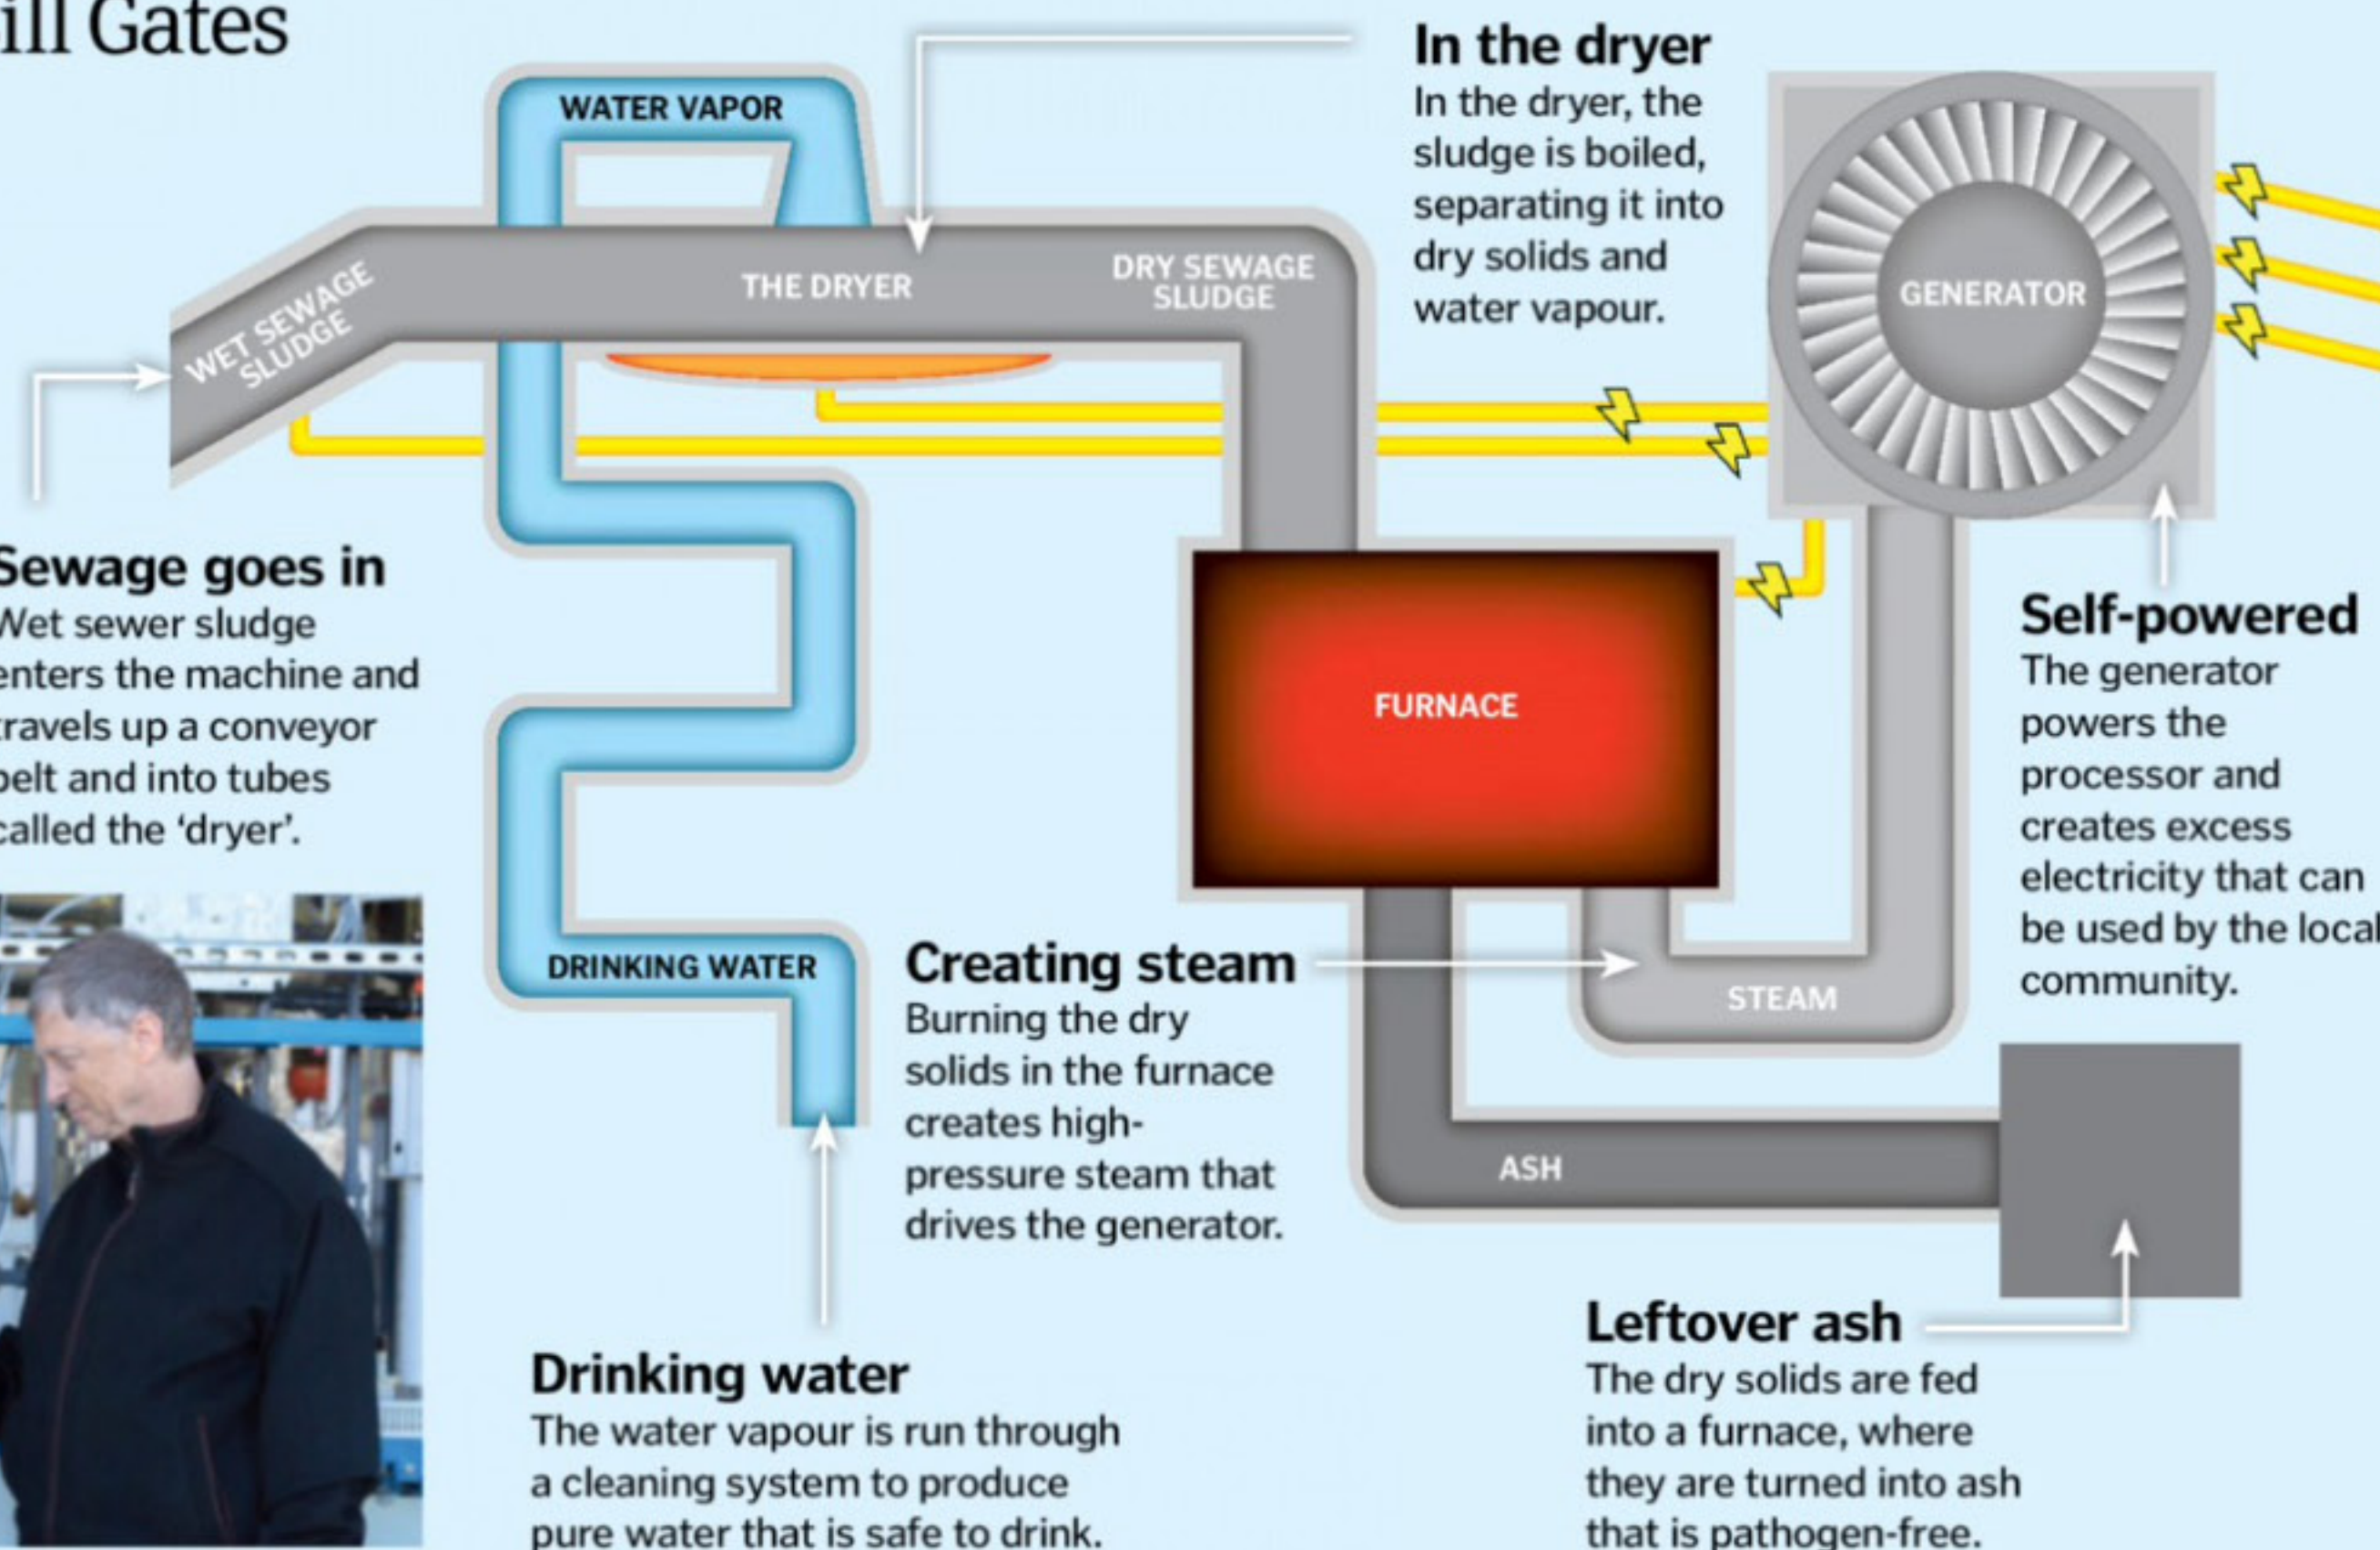 ill Gates
WATER VAPOR
In the dryer
In the dryer, the
sludge is boiled,
separating it into
dry solids and
water vapour.
WET SEWAGE
SLUDGE
THE DRYER
DRY SEWAGE
SLUDGE
GENERATOR
Sewage goes in
Wet sewer sludge
enters the machine and
travels up a conveyor
belt and into tubes
called the ‘dryer’.
FURNACE
Self-powered
The generator
powers the
processor and
creates excess
electricity that can
be used by the local
community.
DRINKING WATER
Creating steam
Burning the dry
solids in the furnace
creates high-
pressure steam that
drives the generator.
STEAM
ASH
Drinking water
The water vapour is run through
a cleaning system to produce
pure water that is safe to drink.
Leftover ash
The dry solids are fed
into a furnace, where
they are turned into ash
that is pathogen-free.